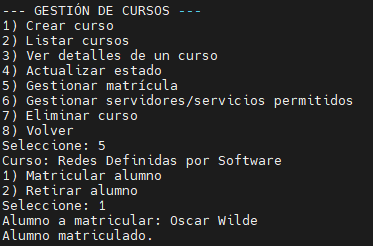 --- GESTIÓN DE CURSOS ---
1) Crear curso
2) Listar cursos
3) Ver detalles de un curso
4) Actualizar estado
5) Gestionar matrícula
6) Gestionar servidores/servicios permitidos
7) Eliminar curso
8) Volver
Seleccione: 5
Curso: Redes Definidas por Software
1) Matricular alumno
2) Retirar alumno
Seleccione: 1
Alumno a matricular: Oscar Wilde
Alumno matriculado.